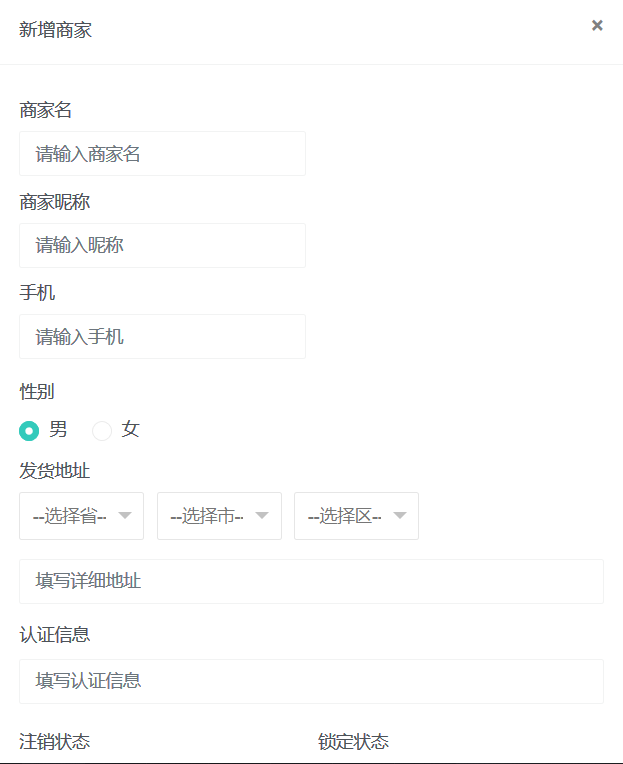 新增商家
商家名
请输入商家名
商家昵称
请输入昵称
手机
请输入手机
性别
男 女
发货地址
--选择省-- --选择市-- --选择区--
填写详细地址
认证信息
填写认证信息
注销状态 锁定状态